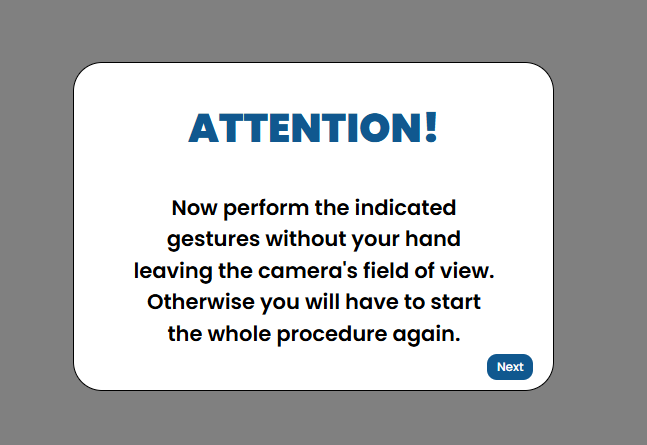 ATTENTION!
Now perform the indicated
gestures without your hand
leaving the camera's field of view.
Otherwise you will have to start
the whole procedure again.
Next